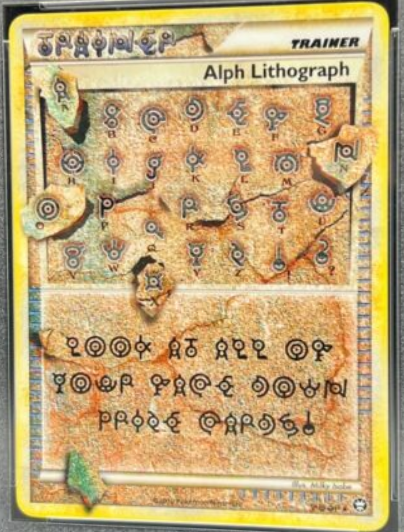 TRAINER
TRAINER
Alph Lithograph
A B C D E F G
H I J K L M N
O P Q R S T U
V W X Y Z ! ?
LOOK AT ALL OF
YOUR FACE DOWN
PRIZE CARDS!